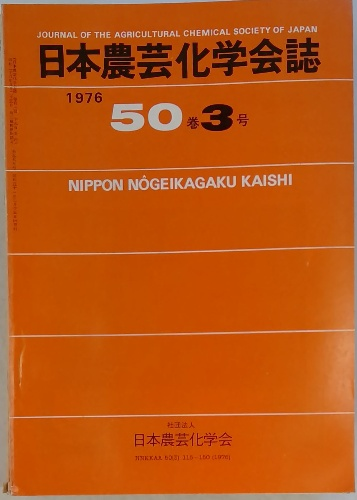 JOURNAL OF THE AGRICULTURAL CHEMICAL SOCIETY OF JAPAN
日本農芸化学会誌
1976
50巻3号
NIPPON NÔGEIKAGAKU KAISHI
社団法人
日本農芸化学会